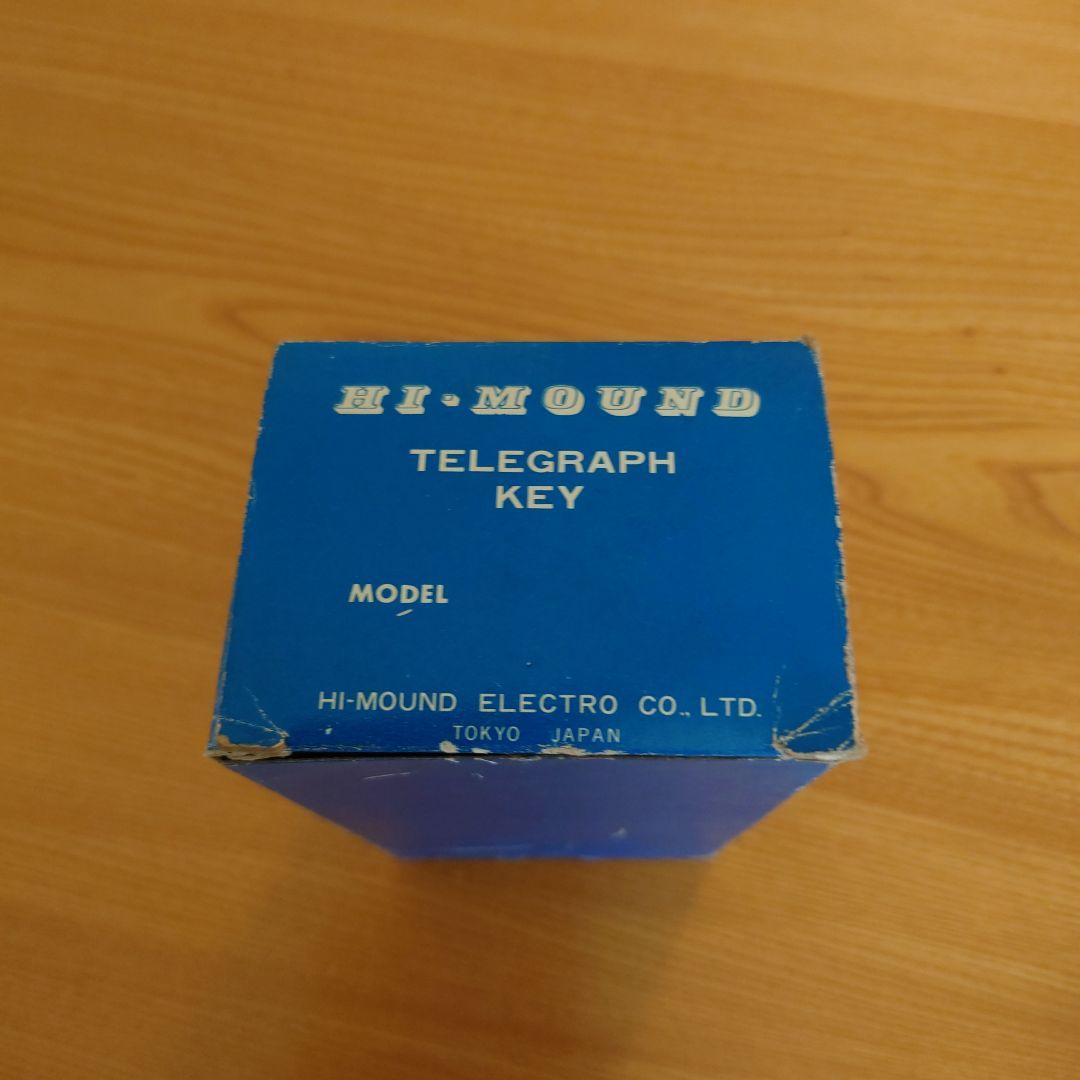 HI-MOUND
TELEGRAPH
KEY
MODEL
HI-MOUND ELECTRO CO., LTD.
TOKYO JAPAN